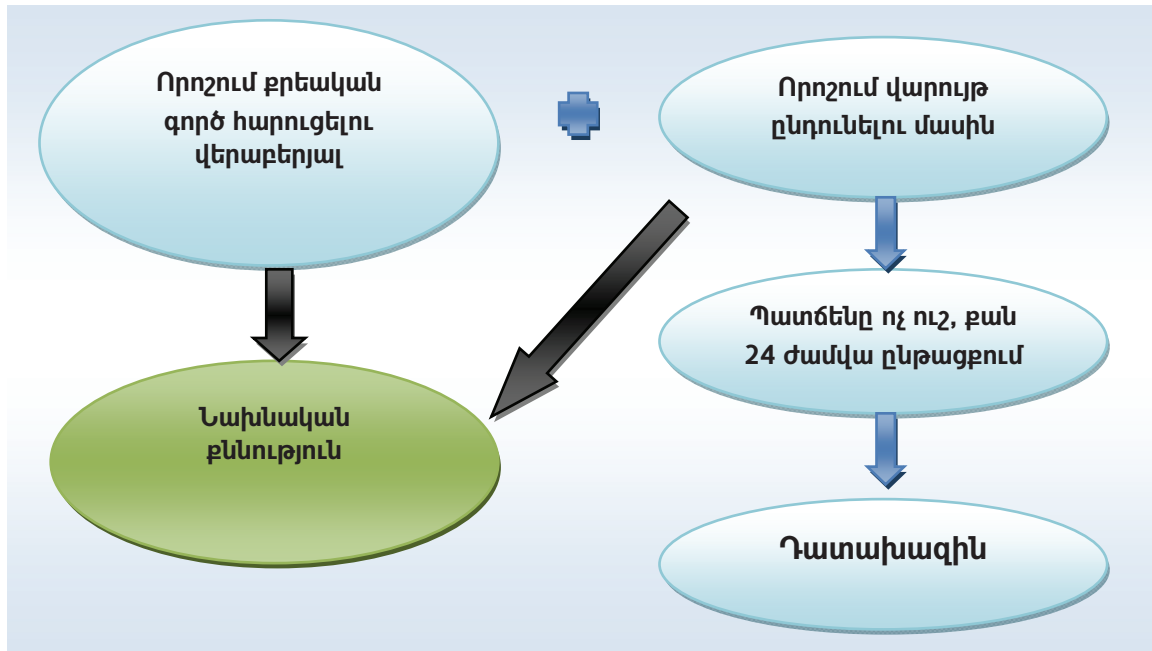 Որոշում քրեական
գործ հարուցելու
վերաբերյալ
Որոշում վարույթ
ընդունելու մասին
Պատճենը ոչ ուշ, քան
24 ժամվա ընթացքում
Նախնական
քննություն
Դատախազին